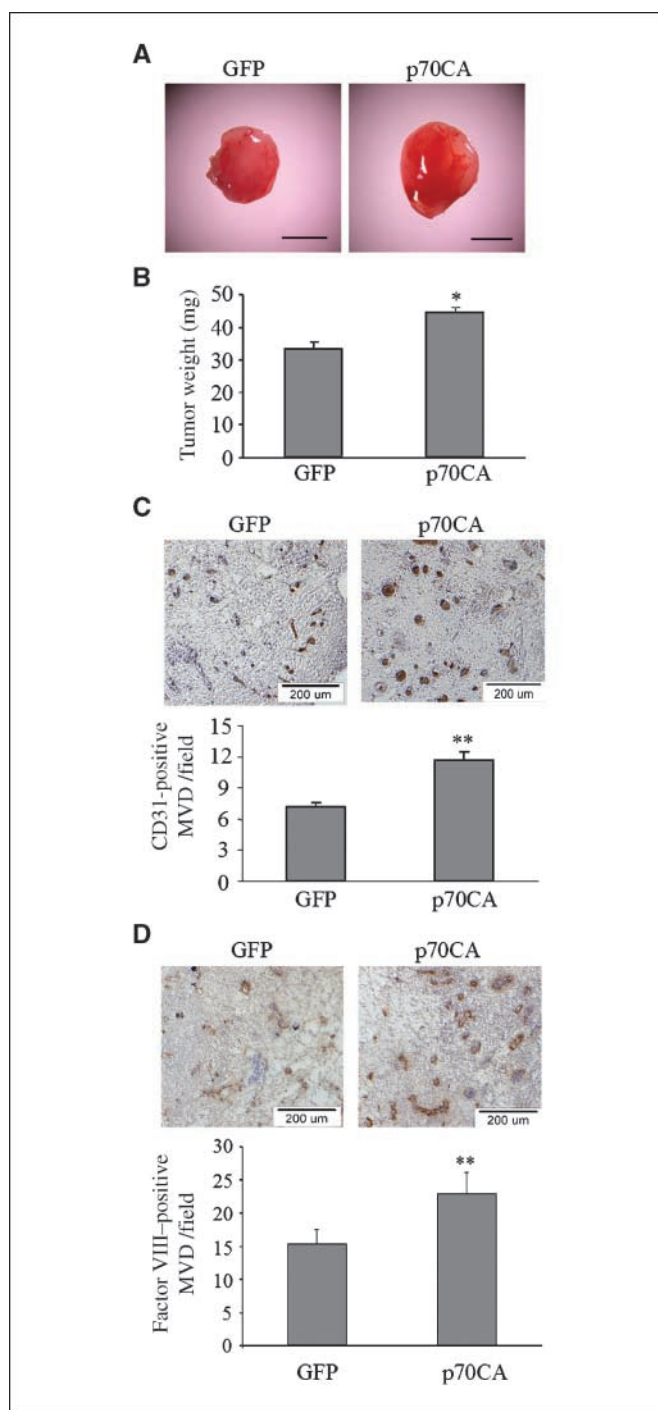 A
GFP p70CA
B
Tumor weight (mg)
50
40
30
20
10
0
*
GFP p70CA
C
GFP p70CA
200 um 200 um
CD31-positive
MVD /field
15
12
9
6
3
0
**
GFP p70CA
D
GFP p70CA
200 um 200 um
Factor VIII–positive
MVD /field
30
25
20
15
10
5
0
**
GFP p70CA